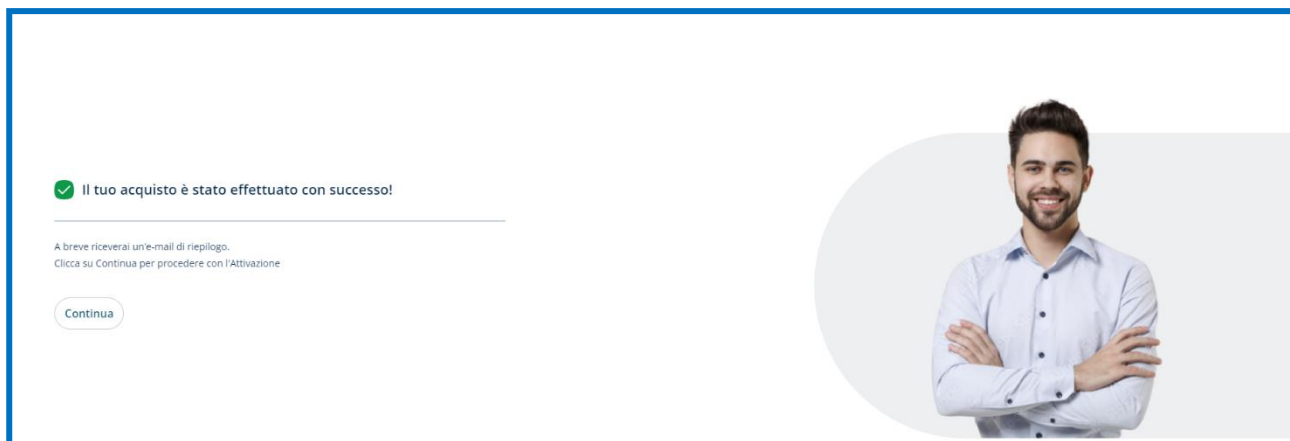 Il tuo acquisto è stato effettuato con successo!
A breve riceverai un'e-mail di riepilogo.
Clicca su Continua per procedere con l'Attivazione
Continua